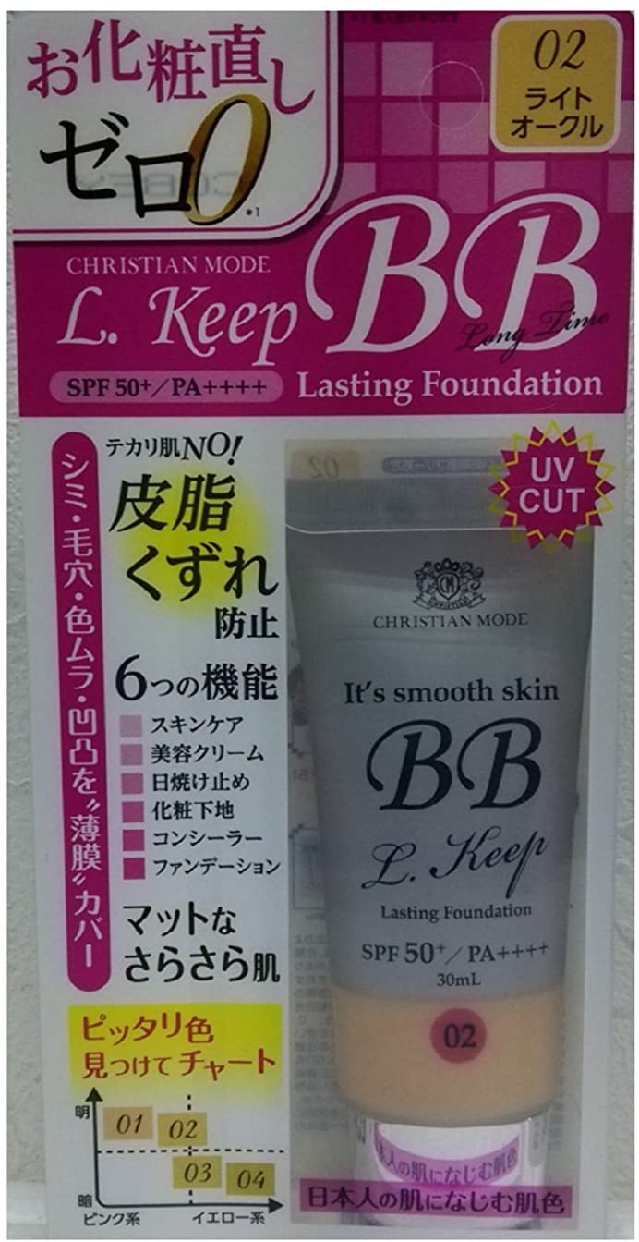 お化粧直し
ゼロ0
*1
02
ライト
オークル
CHRISTIAN MODE
L. Keep BB
Long Time
SPF 50+/PA++++
Lasting Foundation
シミ・毛穴・色ムラ・凹凸を"薄膜"カバー
テカリ肌NO!
皮脂
くずれ
防止
6つの機能
スキンケア
美容クリーム
日焼け止め
化粧下地
コンシーラー
ファンデーション
マットな
さらさら肌
UV
CUT
CM
CHRISTIAN MODE
It's smooth skin
BB
L. Keep
Lasting Foundation
SPF 50+/PA++++
30mL
02
ピッタリ色
見つけてチャート
明
01
02
03
04
暗
ピンク系
イエロー系
日本人の肌になじむ肌色